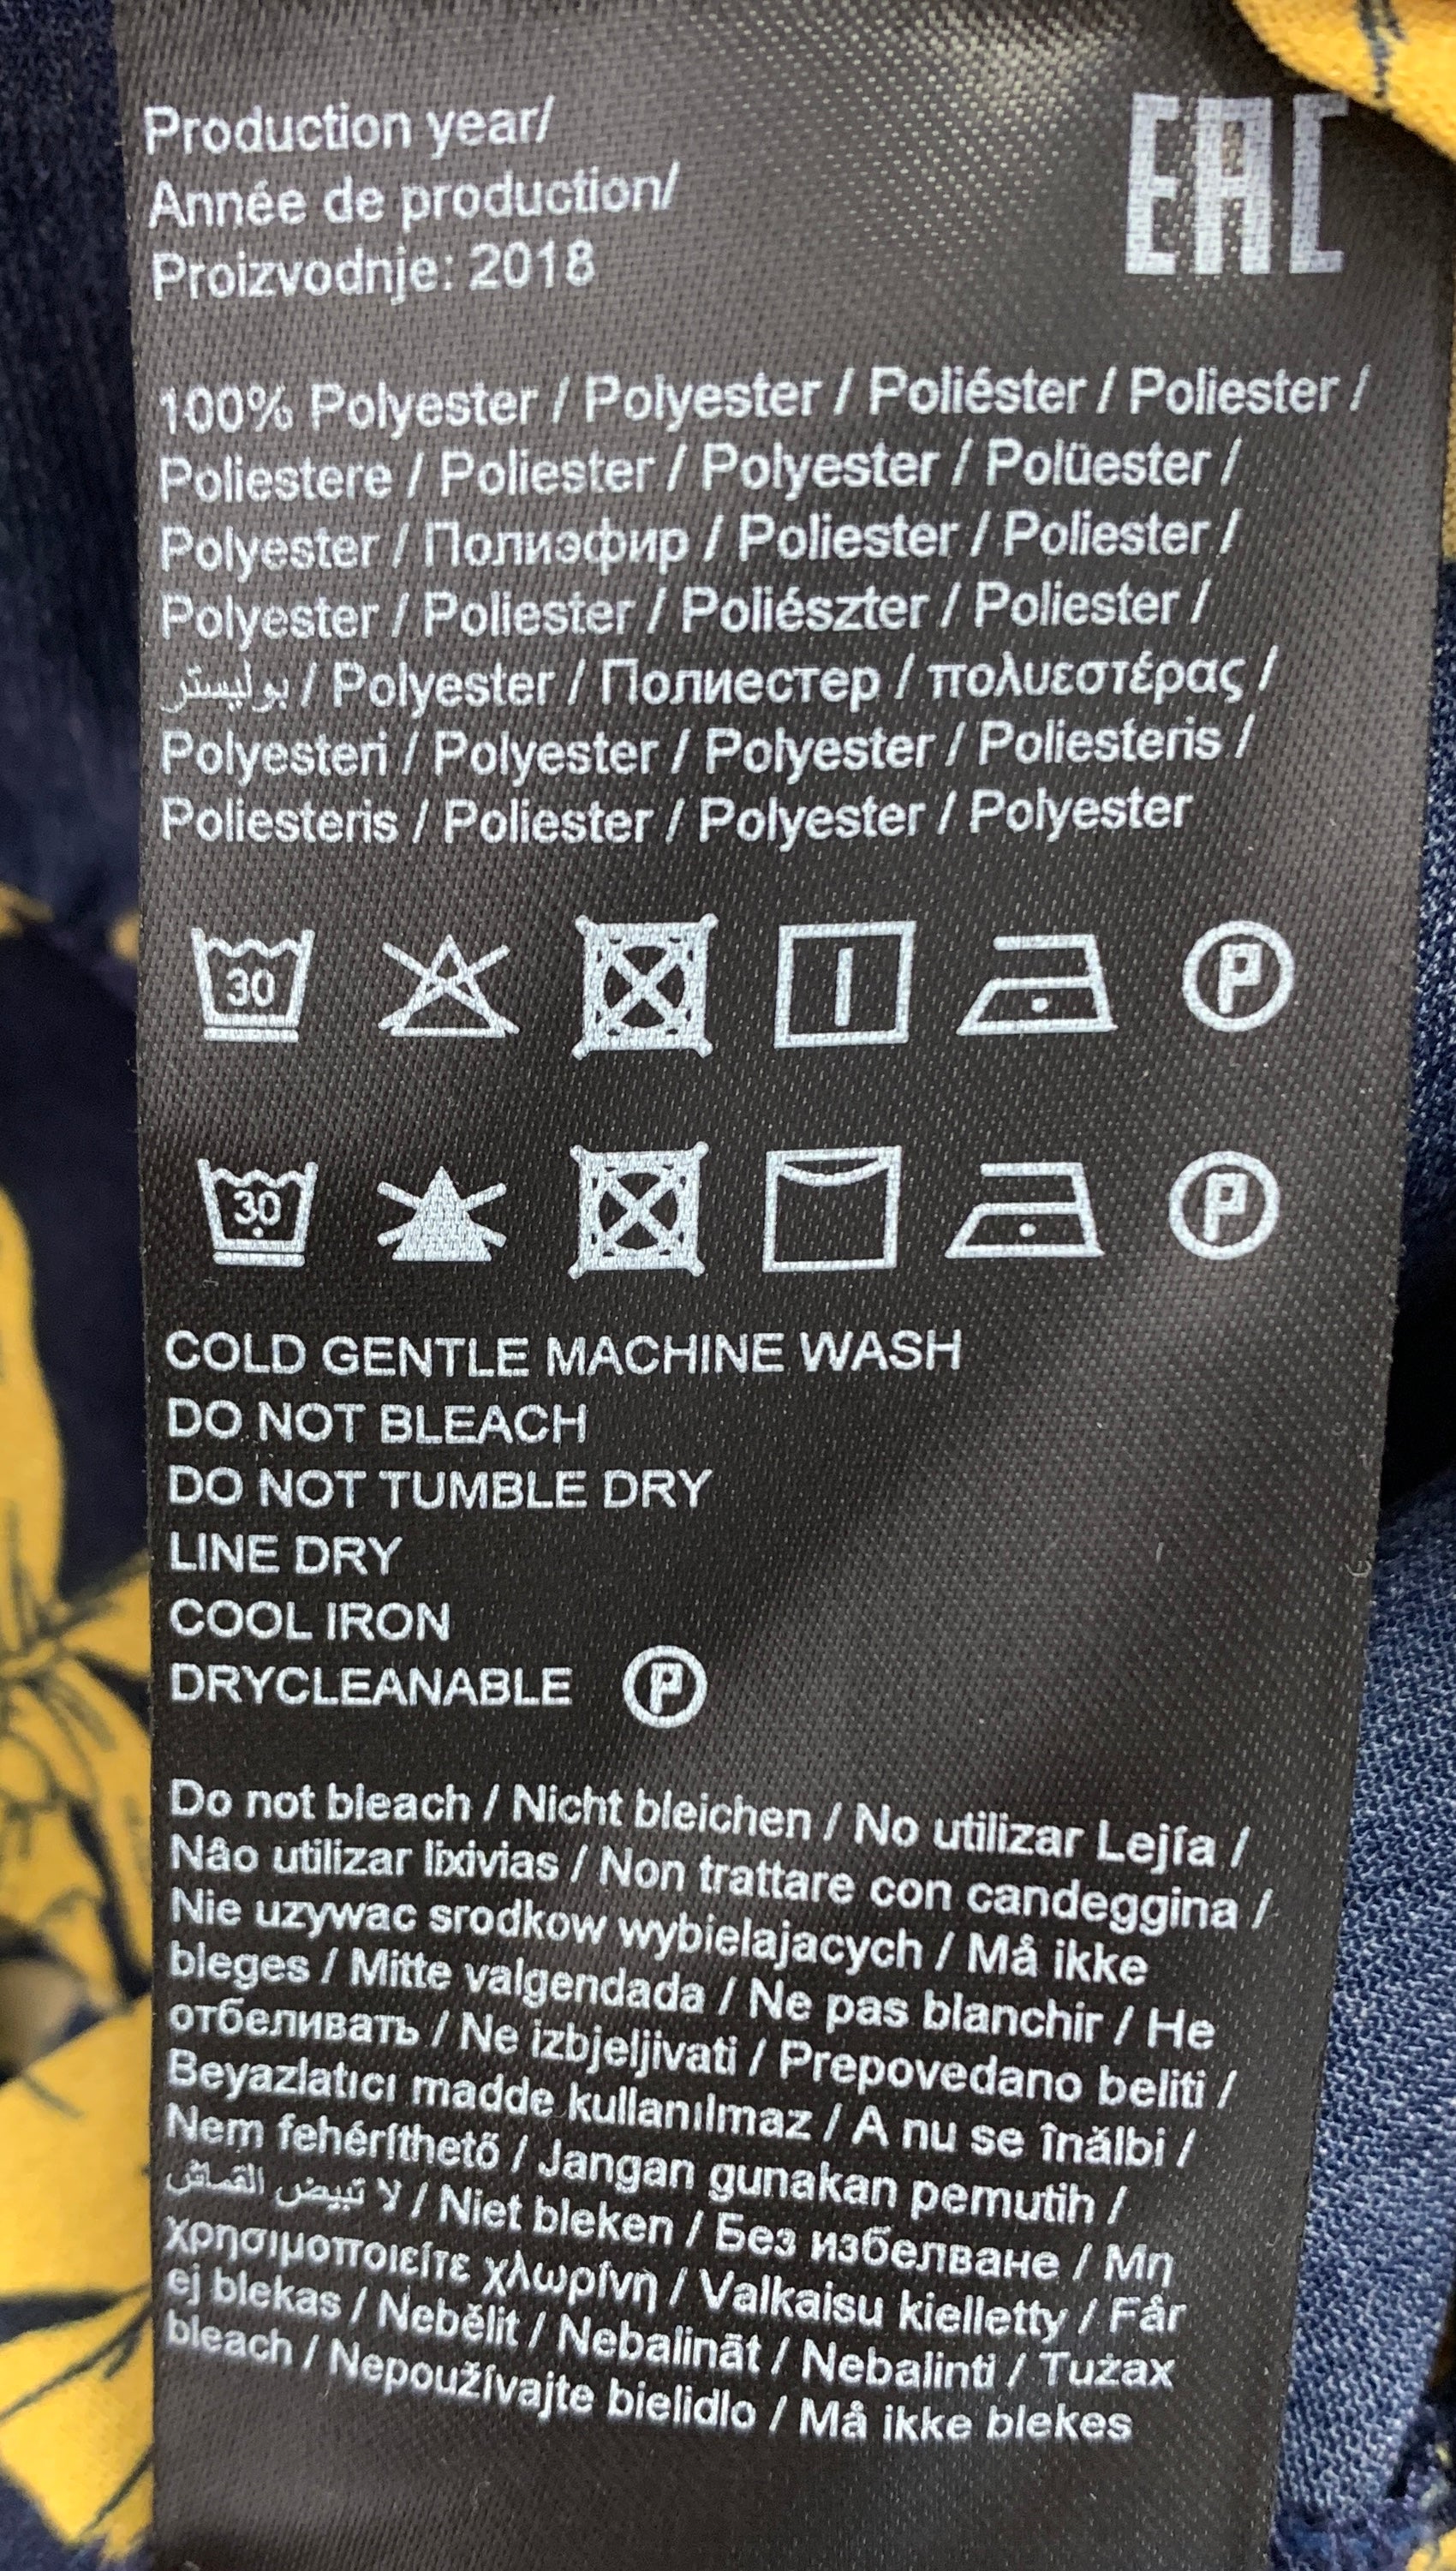 Production year/
Année de production/
Proizvodnje: 2018
EAC
100% Polyester / Polyester / Poliéster / Poliester /
Poliestere / Poliester / Polyester / Polüester /
Polyester / Полиэфир / Poliester / Poliester /
Polyester / Poliester / Poliészter / Poliester /
بوليستر / Polyester / Полиестер / πολυεστέρας /
Polyesteri / Polyester / Polyester / Poliesteris /
Poliesteris / Poliester / Polyester / Polyester
30 P
30 P
COLD GENTLE MACHINE WASH
DO NOT BLEACH
DO NOT TUMBLE DRY
LINE DRY
COOL IRON
DRYCLEANABLE P
Do not bleach / Nicht bleichen / No utilizar Lejía /
Nâo utilizar lixivias / Non trattare con candeggina /
Nie uzywac srodkow wybielajacych / Må ikke
bleges / Mitte valgendada / Ne pas blanchir / Не
отбеливать / Ne izbjeljivati / Prepovedano beliti /
Beyazlatıcı madde kullanılmaz / A nu se înălbi /
Nem fehéríthető / Jangan gunakan pemutih /
لا تبيض القماش / Niet bleken / Без избелване / Μη
χρησιμοποιείτε χλωρίνη / Valkaisu kielletty / Får
ej blekas / Nebělit / Nebalināt / Nebalinti / Tużax
bleach / Nepoužívajte bielidlo / Må ikke blekes